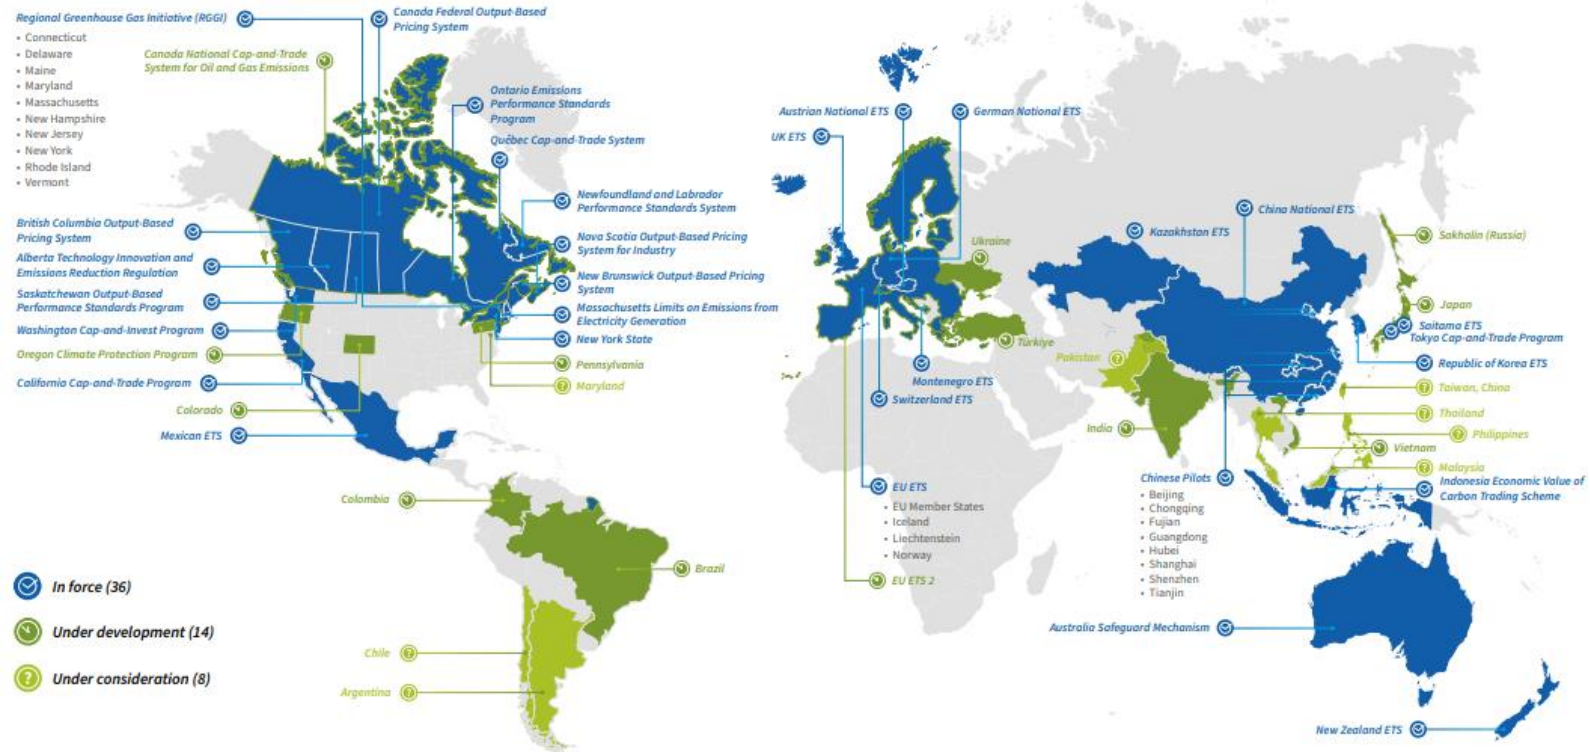 Regional Greenhouse Gas Initiative (RGGI)
• Connecticut
• Delaware
• Maine
• Maryland
• Massachusetts
• New Hampshire
• New Jersey
• New York
• Rhode Island
• Vermont
Canada National Cap-and-Trade
System for Oil and Gas Emissions
Canada Federal Output-Based
Pricing System
Ontario Emissions
Performance Standards
Program
Québec Cap-and-Trade System
Newfoundland and Labrador
Performance Standards System
Nova Scotia Output-Based Pricing
System for Industry
New Brunswick Output-Based Pricing
System
Massachusetts Limits on Emissions from
Electricity Generation
New York State
Pennsylvania
Maryland
British Columbia Output-Based
Pricing System
Alberta Technology Innovation and
Emissions Reduction Regulation
Saskatchewan Output-Based
Performance Standards Program
Washington Cap-and-Invest Program
Oregon Climate Protection Program
California Cap-and-Trade Program
Colorado
Mexican ETS
Colombia
Brazil
Chile
Argentina
In force (36)
Under development (14)
Under consideration (8)
Austrian National ETS
German National ETS
UK ETS
Ukraine
Türkiye
Montenegro ETS
Switzerland ETS
EU ETS
• EU Member States
• Iceland
• Liechtenstein
• Norway
EU ETS 2
Kazakhstan ETS
China National ETS
Sakhalin (Russia)
Japan
Saitama ETS
Tokyo Cap-and-Trade Program
Republic of Korea ETS
Pakistan
India
Taiwan, China
Thailand
Philippines
Vietnam
Malaysia
Indonesia Economic Value of
Carbon Trading Scheme
Chinese Pilots
• Beijing
• Chongqing
• Fujian
• Guangdong
• Hubei
• Shanghai
• Shenzhen
• Tianjin
Australia Safeguard Mechanism
New Zealand ETS